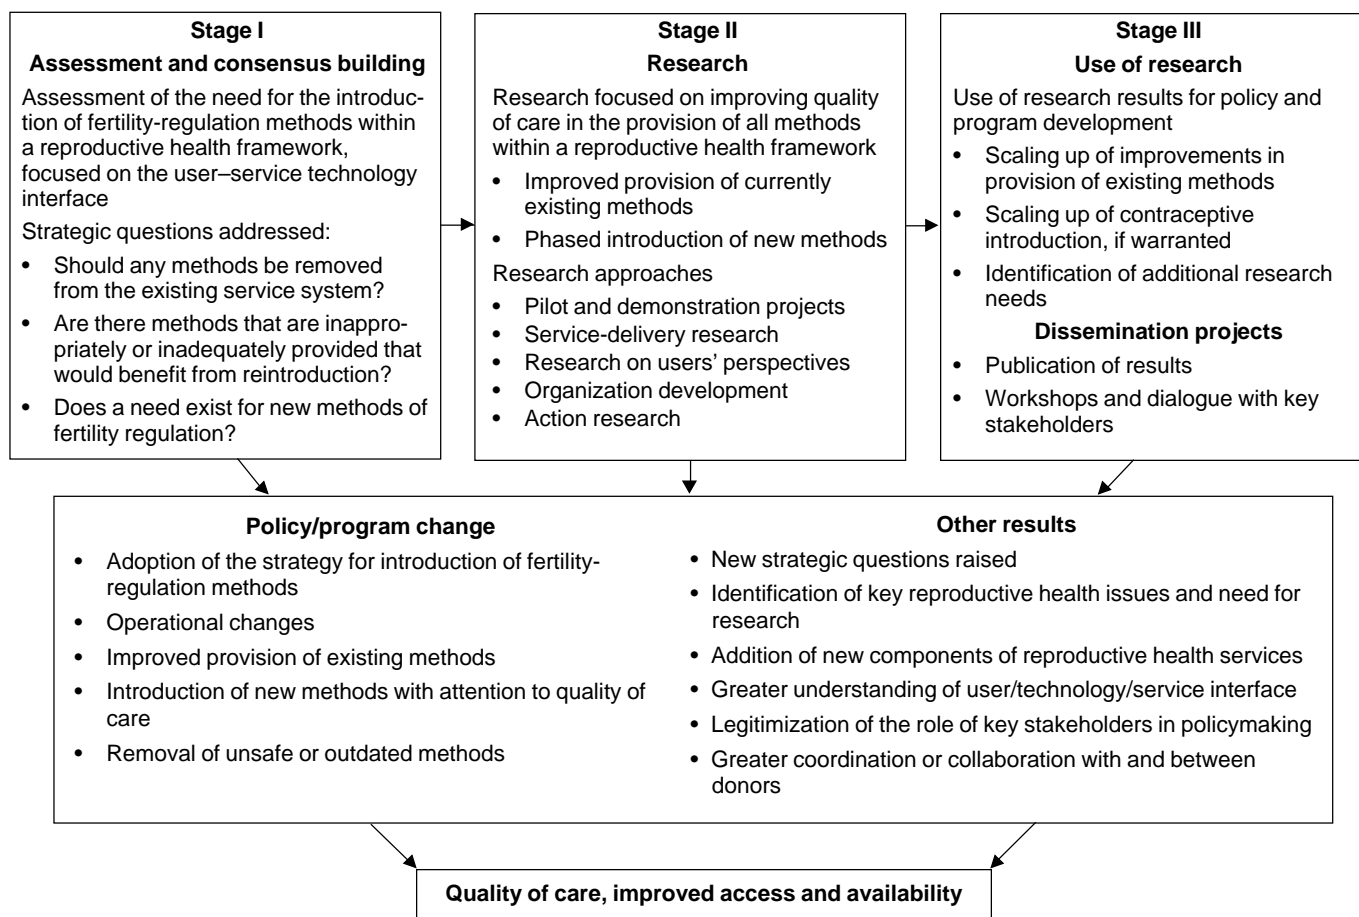 Stage I
Assessment and consensus building
Assessment of the need for the introduc-
tion of fertility-regulation methods within
a reproductive health framework,
focused on the user–service technology
interface
Strategic questions addressed:
• Should any methods be removed
from the existing service system?
• Are there methods that are inappro-
priately or inadequately provided that
would benefit from reintroduction?
• Does a need exist for new methods of
fertility regulation?
Stage II
Research
Research focused on improving quality
of care in the provision of all methods
within a reproductive health framework
• Improved provision of currently
existing methods
• Phased introduction of new methods
Research approaches
• Pilot and demonstration projects
• Service-delivery research
• Research on users’ perspectives
• Organization development
• Action research
Stage III
Use of research
Use of research results for policy and
program development
• Scaling up of improvements in
provision of existing methods
• Scaling up of contraceptive
introduction, if warranted
• Identification of additional research
needs
Dissemination projects
• Publication of results
• Workshops and dialogue with key
stakeholders
Policy/program change
• Adoption of the strategy for introduction of fertility-
regulation methods
• Operational changes
• Improved provision of existing methods
• Introduction of new methods with attention to quality of
care
• Removal of unsafe or outdated methods
Other results
• New strategic questions raised
• Identification of key reproductive health issues and need for
research
• Addition of new components of reproductive health services
• Greater understanding of user/technology/service interface
• Legitimization of the role of key stakeholders in policymaking
• Greater coordination or collaboration with and between
donors
Quality of care, improved access and availability